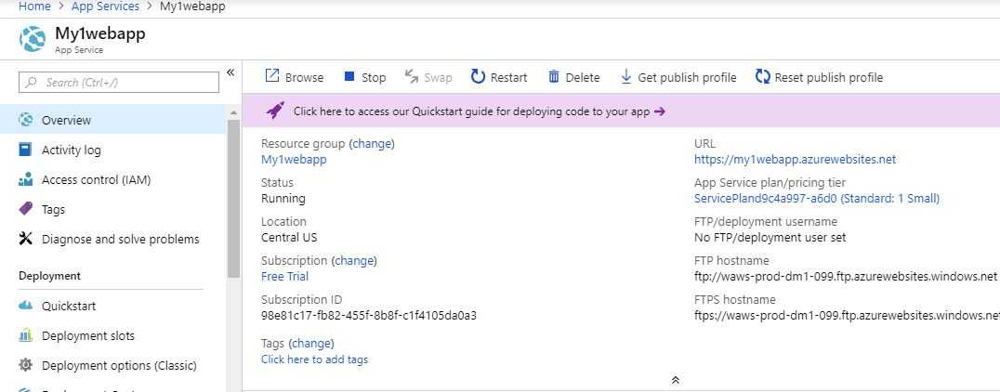 Home > App Services > My1webapp
My1webapp
App Service
«
Search (Ctrl+/)
Overview
Activity log
Access control (IAM)
Tags
Diagnose and solve problems
Deployment
Quickstart
Deployment slots
Deployment options (Classic)
Browse Stop Swap Restart Delete Get publish profile Reset publish profile
Click here to access our Quickstart guide for deploying code to your app →
Resource group (change)
My1webapp
Status
Running
Location
Central US
Subscription (change)
Free Trial
Subscription ID
98e81c17-fb82-455f-8b8f-c1f4105da0a3
Tags (change)
Click here to add tags
URL
https://my1webapp.azurewebsites.net
App Service plan/pricing tier
ServicePland9c4a997-a6d0 (Standard: 1 Small)
FTP/deployment username
No FTP/deployment user set
FTP hostname
ftp://waws-prod-dm1-099.ftp.azurewebsites.windows.net
FTPS hostname
ftps://waws-prod-dm1-099.ftp.azurewebsites.windows.net